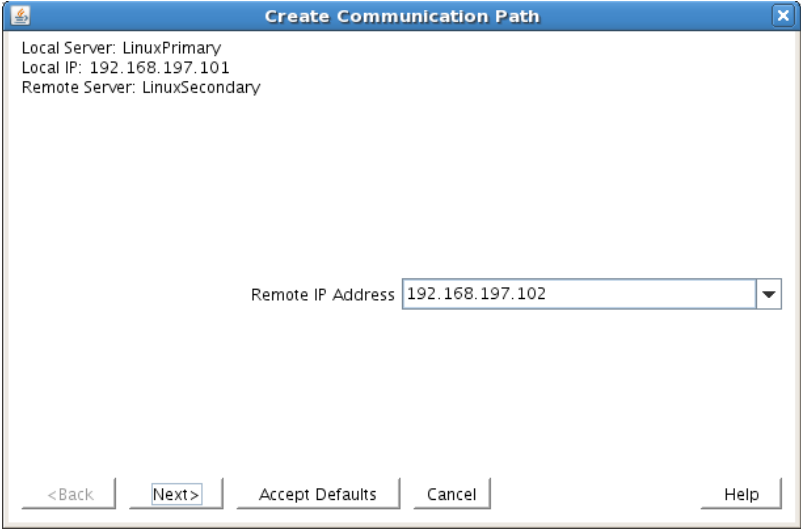 Create Communication Path
Local Server: LinuxPrimary
Local IP: 192.168.197.101
Remote Server: LinuxSecondary
Remote IP Address 192.168.197.102
<Back Next> Accept Defaults Cancel Help